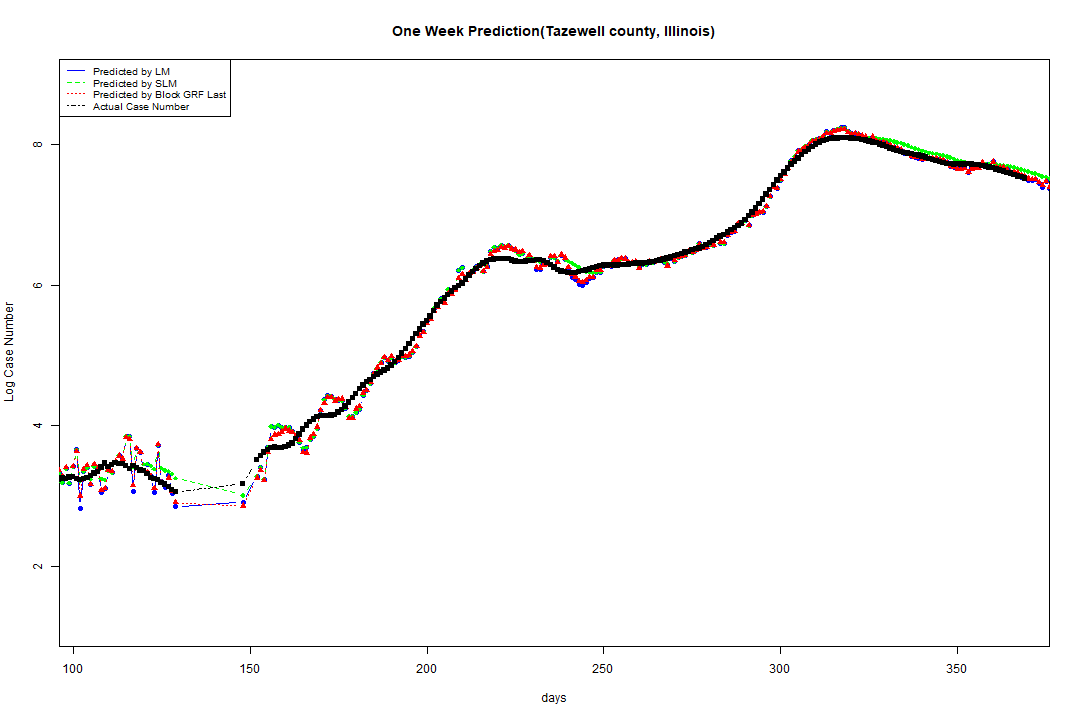 One Week Prediction(Tazewell county, Illinois)
Predicted by LM
Predicted by SLM
Predicted by Block GRF Last
Actual Case Number
Log Case Number
8
6
4
2
100 150 200 250 300 350
days